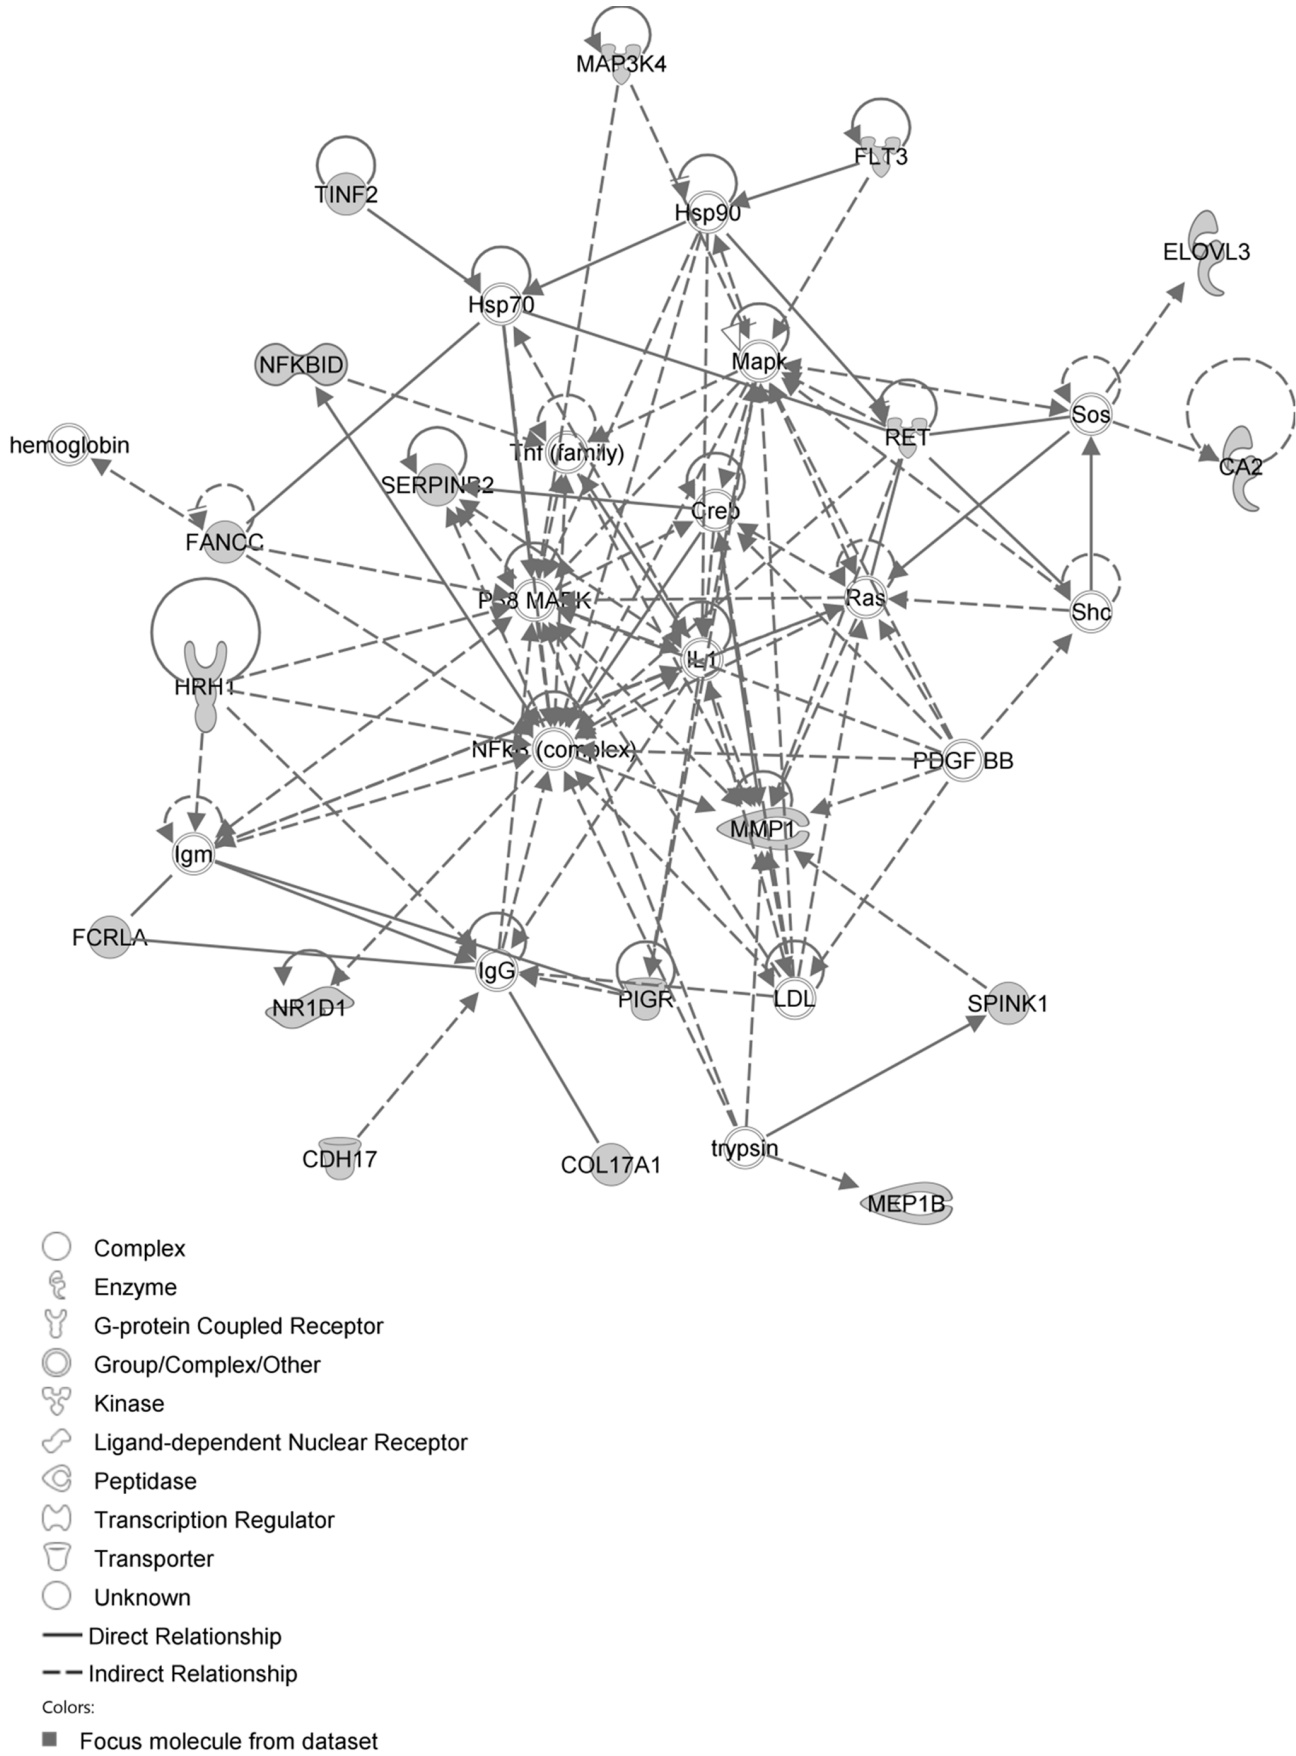 MAP3K4
FLT3
TINF2
Hsp90
ELOVL3
Hsp70
NFKBID
Mapk
Sos
hemoglobin
RET
Tnf (family)
CA2
SERPINB2
Creb
FANCC
P38 MAPK
Ras
Shc
IL1
HRH1
NFkB (complex)
PDGF BB
MMP1
Igm
FCRLA
IgG
NR1D1
PIGR
LDL
SPINK1
CDH17
COL17A1
trypsin
MEP1B
Complex
Enzyme
G-protein Coupled Receptor
Group/Complex/Other
Kinase
Ligand-dependent Nuclear Receptor
Peptidase
Transcription Regulator
Transporter
Unknown
Direct Relationship
Indirect Relationship
Colors:
Focus molecule from dataset